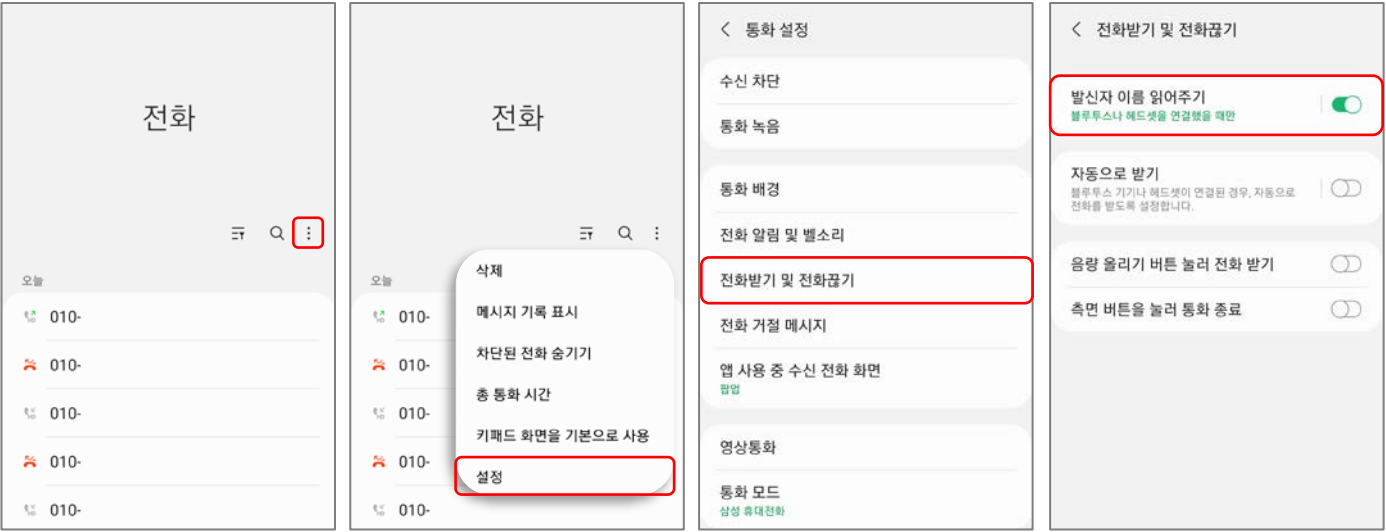 전화
오늘
010-
010-
010-
010-
010-
전화
오늘
010-
010-
010-
010-
010-
삭제
메시지 기록 표시
차단된 전화 숨기기
총 통화 시간
키패드 화면을 기본으로 사용
설정
통화 설정
수신 차단
통화 녹음
통화 배경
전화 알림 및 벨소리
전화받기 및 전화끊기
전화 거절 메시지
앱 사용 중 수신 전화 화면
팝업
영상통화
통화 모드
삼성 휴대전화
전화받기 및 전화끊기
발신자 이름 읽어주기
블루투스나 헤드셋을 연결했을 때만
자동으로 받기
블루투스 기기나 헤드셋이 연결된 경우, 자동으로
전화를 받도록 설정합니다.
음량 올리기 버튼 눌러 전화 받기
측면 버튼을 눌러 통화 종료